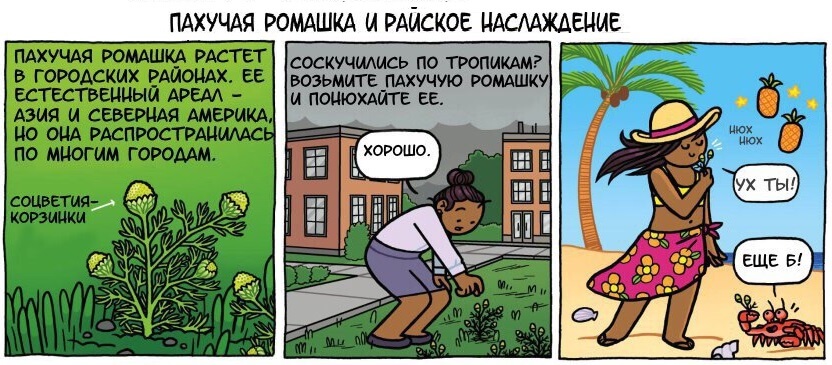 ПАХУЧАЯ РОМАШКА И РАЙСКОЕ НАСЛАЖДЕНИЕ
ПАХУЧАЯ РОМАШКА РАСТЕТ
В ГОРОДСКИХ РАЙОНАХ. ЕЕ
ЕСТЕСТВЕННЫЙ АРЕАЛ –
АЗИЯ И СЕВЕРНАЯ АМЕРИКА,
НО ОНА РАСПРОСТРАНИЛАСЬ
ПО МНОГИМ ГОРОДАМ.
СОЦВЕТИЯ-
КОРЗИНКИ
СОСКУЧИЛИСЬ ПО ТРОПИКАМ?
ВОЗЬМИТЕ ПАХУЧУЮ РОМАШКУ
И ПОНЮХАЙТЕ ЕЕ.
ХОРОШО.
НЮХ
НЮХ
УХ ТЫ!
ЕЩЕ Б!